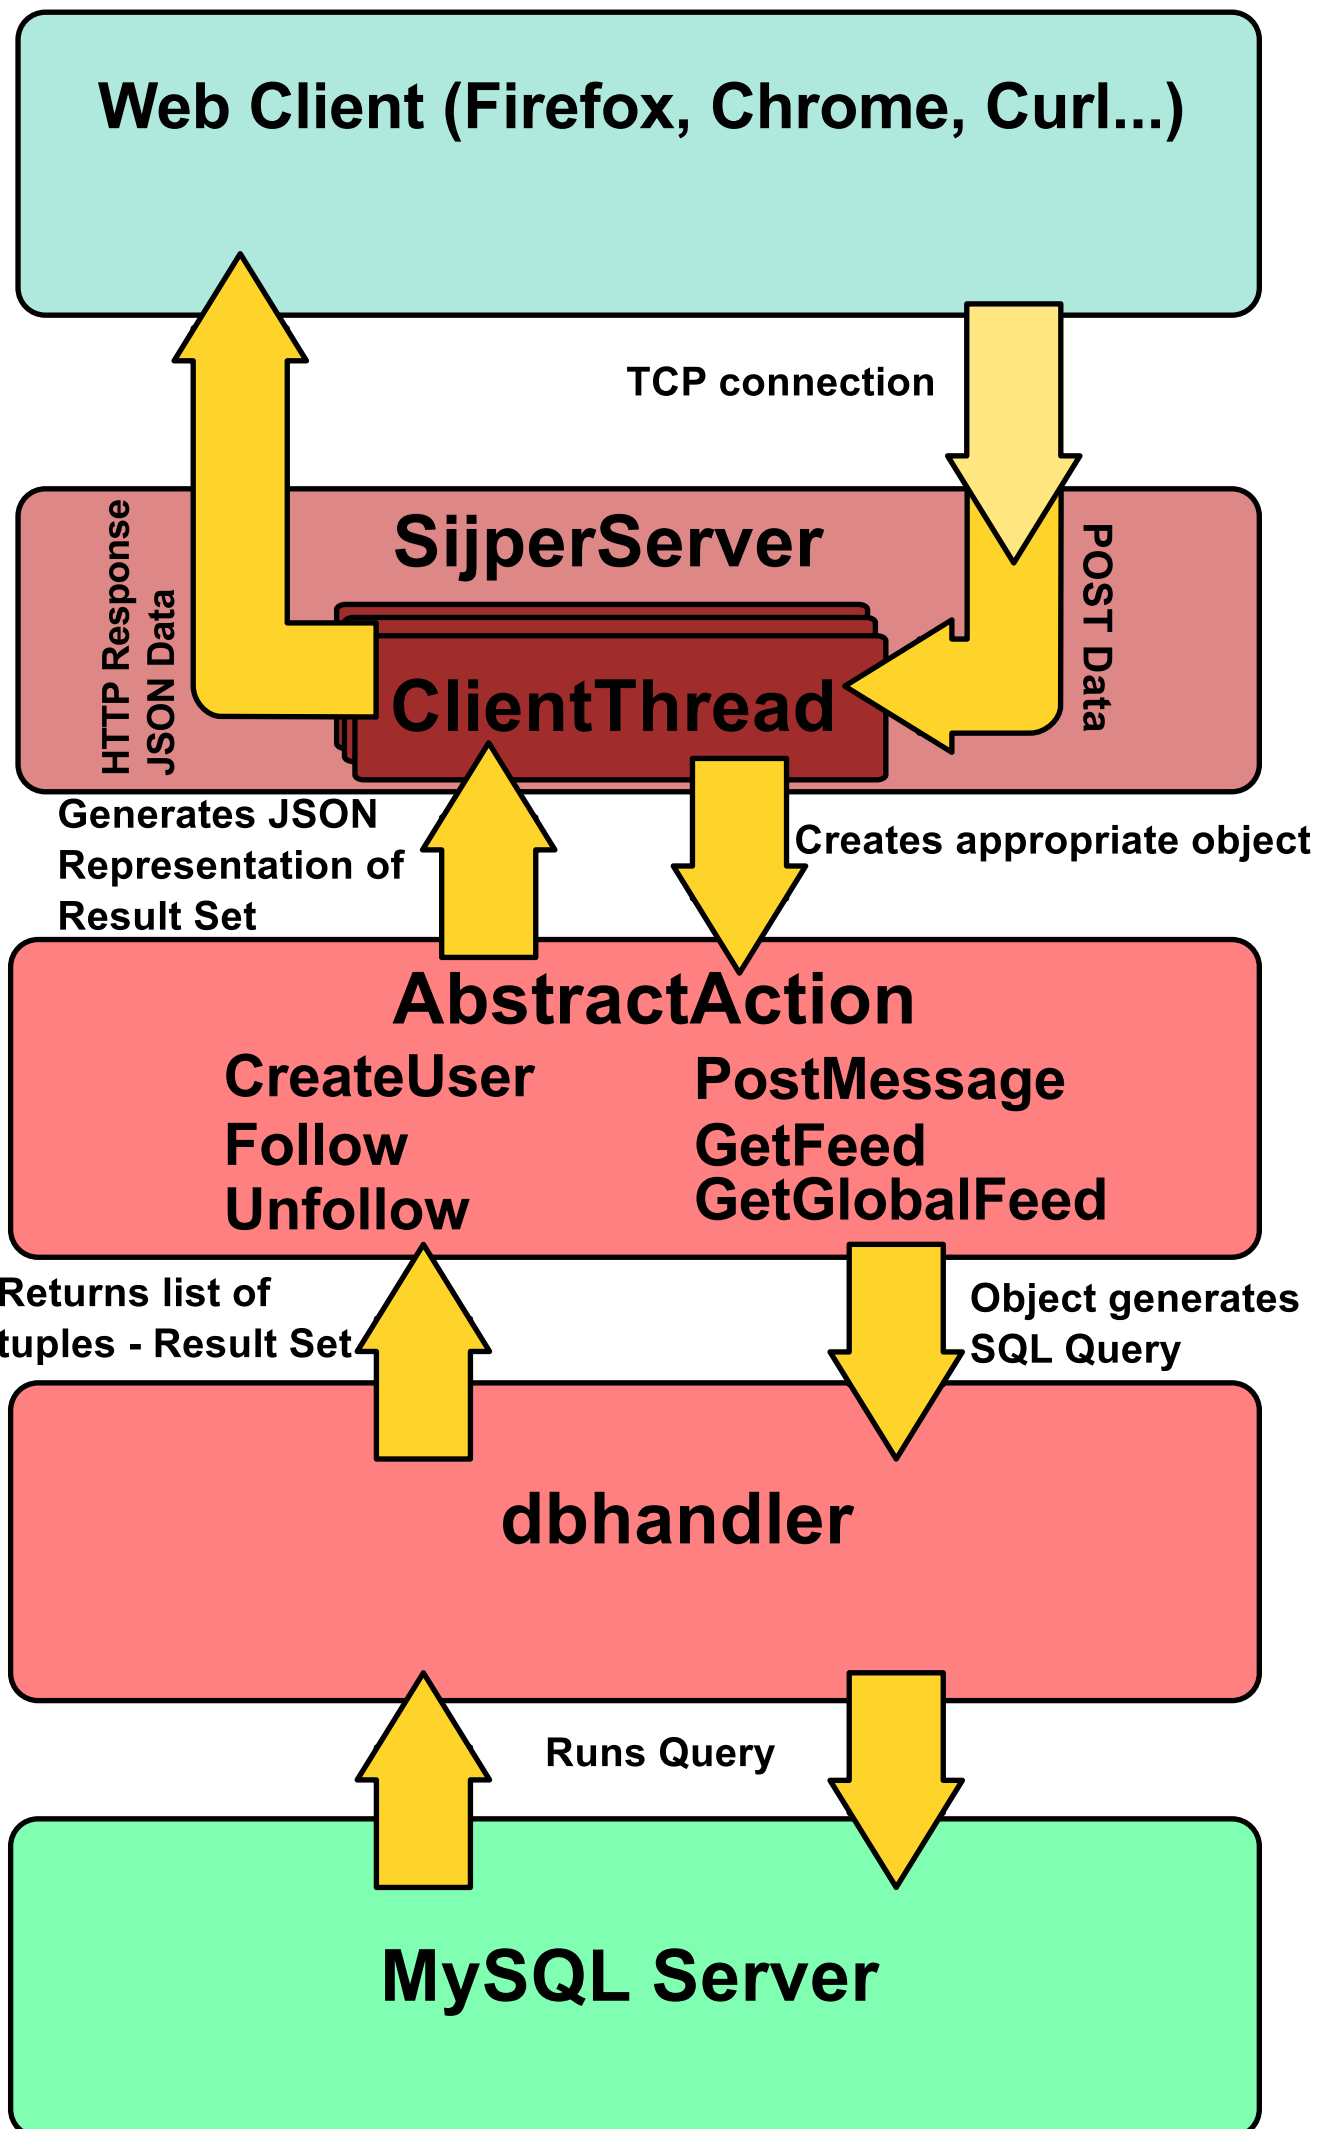 Web Client (Firefox, Chrome, Curl...)
TCP connection
SijperServer
HTTP Response
JSON Data
POST Data
ClientThread
Generates JSON
Representation of
Result Set
Creates appropriate object
AbstractAction
CreateUser
Follow
Unfollow
PostMessage
GetFeed
GetGlobalFeed
Returns list of
tuples - Result Set
Object generates
SQL Query
dbhandler
Runs Query
MySQL Server